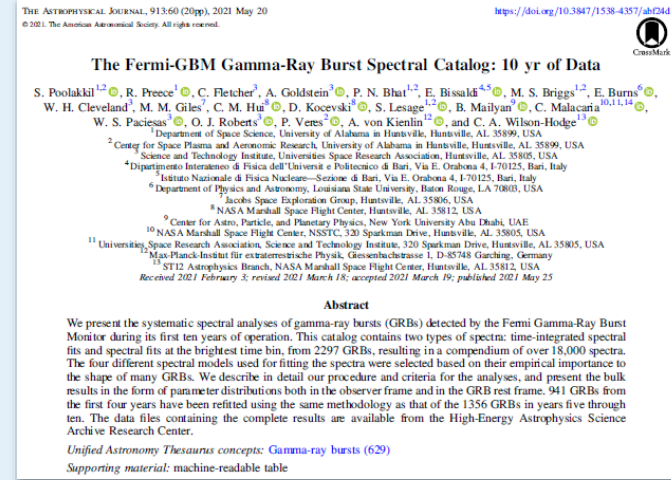 THE ASTROPHYSICAL JOURNAL, 913:60 (20pp), 2021 May 20
https://doi.org/10.3847/1538-4357/abf24d
© 2021. The American Astronomical Society. All rights reserved.
CrossMark
The Fermi-GBM Gamma-Ray Burst Spectral Catalog: 10 yr of Data
S. Poolakkil1,2, R. Preece1, C. Fletcher3, A. Goldstein3, P. N. Bhat1,2, E. Bissaldi4,5, M. S. Briggs1,2, E. Burns6,
W. H. Cleveland3, M. M. Giles7, C. M. Hui8, D. Kocevski8, S. Lesage1,2, B. Mailyan9, C. Malacaria10,11,14,
W. S. Paciesas3, O. J. Roberts3, P. Veres2, A. von Kienlin12, and C. A. Wilson-Hodge13
1 Department of Space Science, University of Alabama in Huntsville, Huntsville, AL 35899, USA
2 Center for Space Plasma and Aeronomic Research, University of Alabama in Huntsville, Huntsville, AL 35899, USA
3 Science and Technology Institute, Universities Space Research Association, Huntsville, AL 35805, USA
4 Dipartimento Interateneo di Fisica dell'Universit e Politecnico di Bari, Via E. Orabona 4, I-70125, Bari, Italy
5 Istituto Nazionale di Fisica Nucleare—Sezione di Bari, Via E. Orabona 4, I-70125, Bari, Italy
6 Department of Physics and Astronomy, Louisiana State University, Baton Rouge, LA 70803, USA
7 Jacobs Space Exploration Group, Huntsville, AL 35806, USA
8 NASA Marshall Space Flight Center, Huntsville, AL 35812, USA
9 Center for Astro, Particle, and Planetary Physics, New York University Abu Dhabi, UAE
10 NASA Marshall Space Flight Center, NSSTC, 320 Sparkman Drive, Huntsville, AL 35805, USA
11 Universities Space Research Association, Science and Technology Institute, 320 Sparkman Drive, Huntsville, AL 35805, USA
12 Max-Planck-Institut für extraterrestrische Physik, Giessenbachstrasse 1, D-85748 Garching, Germany
13 ST12 Astrophysics Branch, NASA Marshall Space Flight Center, Huntsville, AL 35812, USA
Received 2021 February 3; revised 2021 March 18; accepted 2021 March 19; published 2021 May 25
Abstract
We present the systematic spectral analyses of gamma-ray bursts (GRBs) detected by the Fermi Gamma-Ray Burst
Monitor during its first ten years of operation. This catalog contains two types of spectra: time-integrated spectral
fits and spectral fits at the brightest time bin, from 2297 GRBs, resulting in a compendium of over 18,000 spectra.
The four different spectral models used for fitting the spectra were selected based on their empirical importance to
the shape of many GRBs. We describe in detail our procedure and criteria for the analyses, and present the bulk
results in the form of parameter distributions both in the observer frame and in the GRB rest frame. 941 GRBs from
the first four years have been refitted using the same methodology as that of the 1356 GRBs in years five through
ten. The data files containing the complete results are available from the High-Energy Astrophysics Science
Archive Research Center.
Unified Astronomy Thesaurus concepts: Gamma-ray bursts (629)
Supporting material: machine-readable table